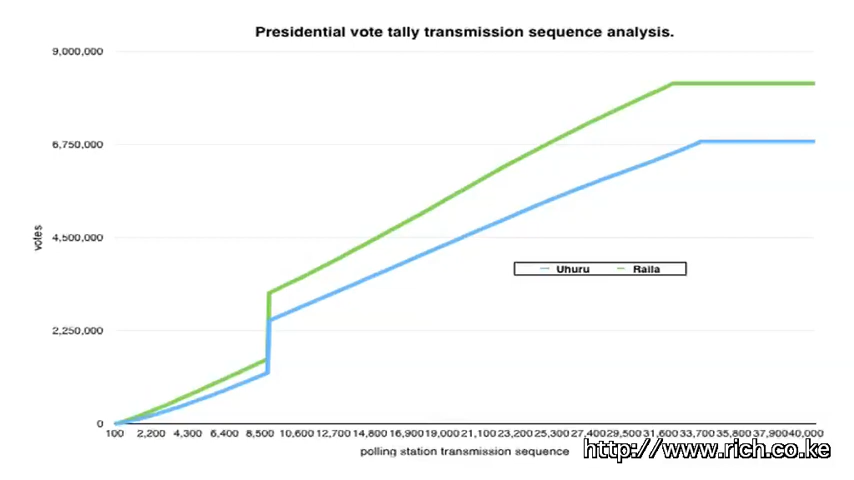 Presidential vote tally transmission sequence analysis.
9,000,000
6,750,000
4,500,000
2,250,000
0
votes
Uhuru Raila
100 2,200 4,300 6,400 8,500 10,600 12,700 14,800 16,900 19,000 21,100 23,200 25,300 27,400 29,500 31,600 33,700 35,800 37,900 40,000
polling station transmission sequence
http://www.rich.co.ke